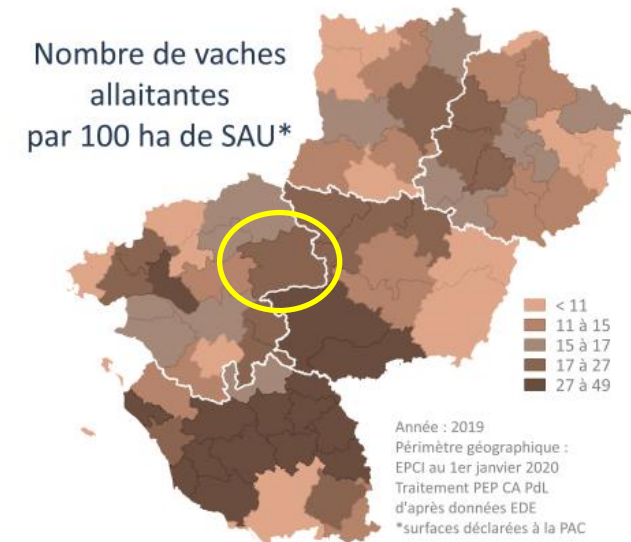 Nombre de vaches
allaitantes
par 100 ha de SAU*
< 11
11 à 15
15 à 17
17 à 27
27 à 49
Année : 2019
Périmètre géographique :
EPCI au 1er janvier 2020
Traitement PEP CA PdL
d'après données EDE
*surfaces déclarées à la PAC